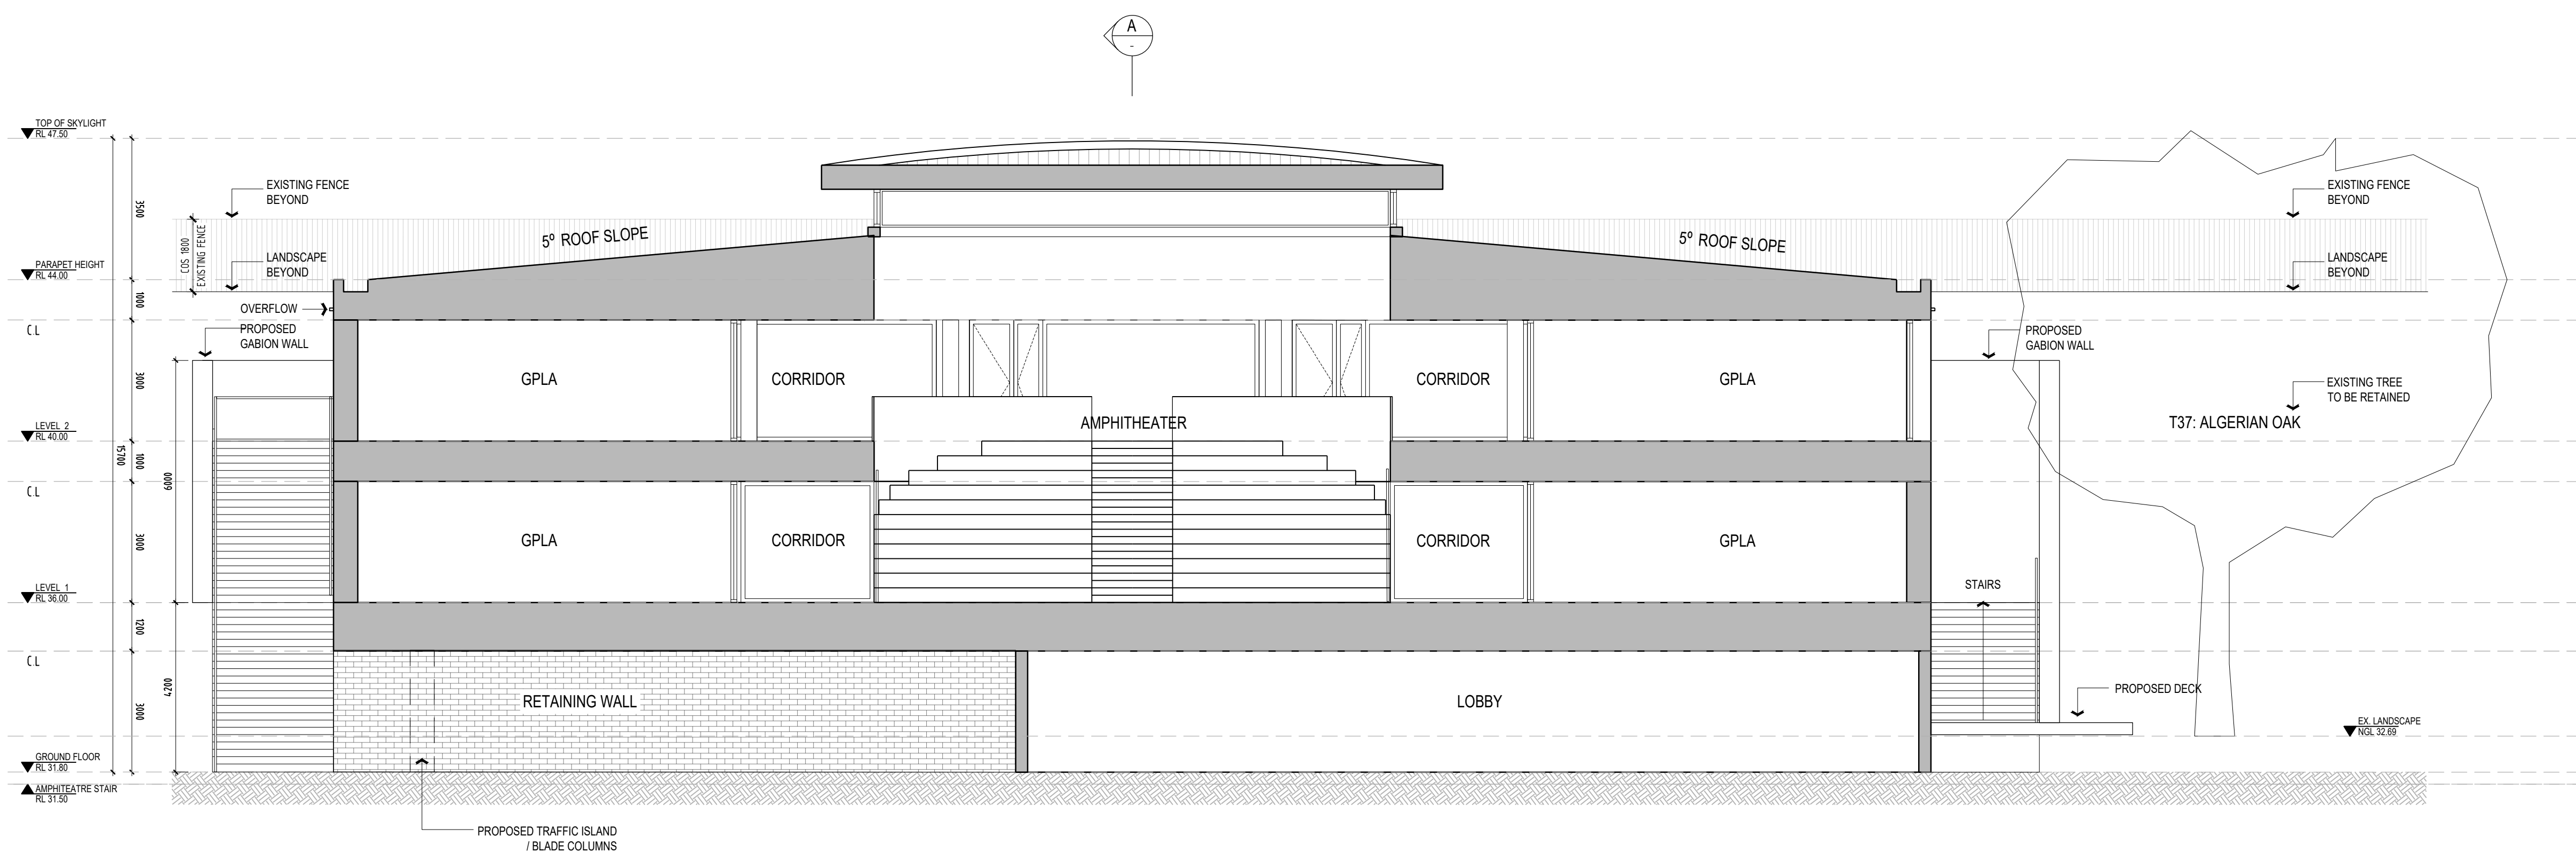 A
-
TOP OF SKYLIGHT
RL 47.50
EXISTING FENCE
BEYOND
EXISTING FENCE
BEYOND
3500
COS 1800
EXISTING FENCE
5º ROOF SLOPE
5º ROOF SLOPE
LANDSCAPE
BEYOND
LANDSCAPE
BEYOND
PARAPET HEIGHT
RL 44.00
1000
OVERFLOW
C.L
PROPOSED
GABION WALL
PROPOSED
GABION WALL
3000
GPLA
CORRIDOR
CORRIDOR
GPLA
EXISTING TREE
TO BE RETAINED
AMPHITHEATER
T37: ALGERIAN OAK
LEVEL 2
RL 40.00
15700
1000
6000
C.L
3000
GPLA
CORRIDOR
CORRIDOR
GPLA
STAIRS
LEVEL 1
RL 36.00
1200
C.L
4200
3000
RETAINING WALL
LOBBY
PROPOSED DECK
EX. LANDSCAPE
NGL 32.69
GROUND FLOOR
RL 31.80
AMPHITEATRE STAIR
RL 31.50
PROPOSED TRAFFIC ISLAND
/ BLADE COLUMNS